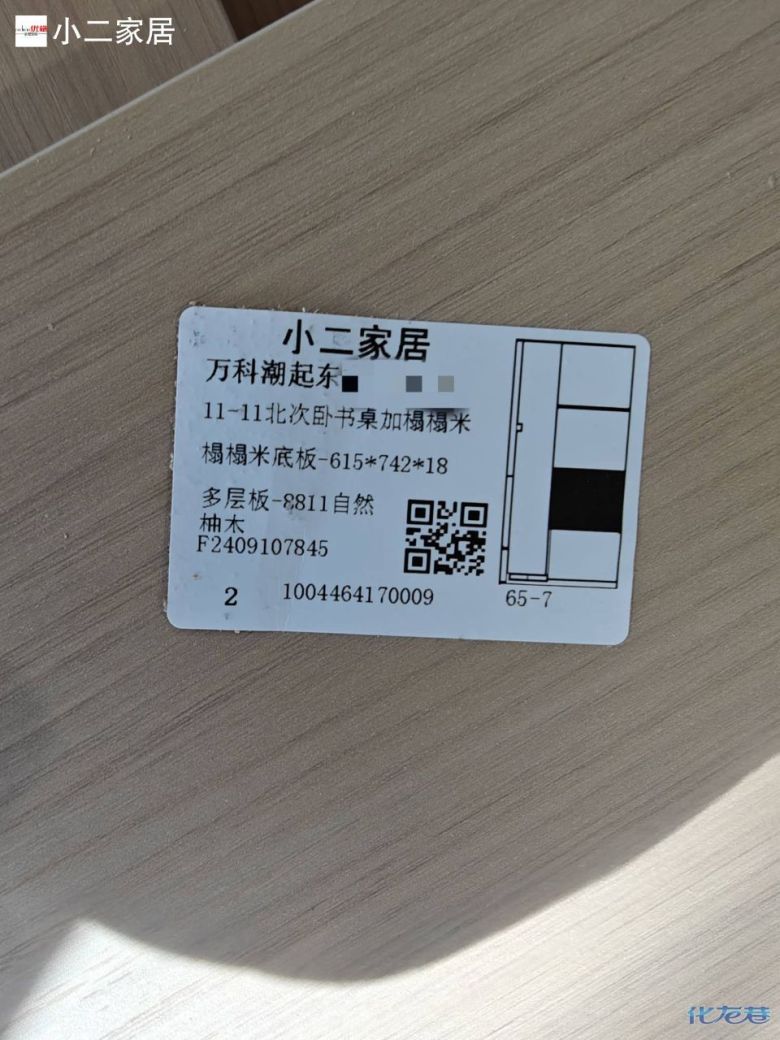 小二家居
小二家居
万科潮起东
11-11北次卧书桌加榻榻米
榻榻米底板-615*742*18
多层板-8811自然
柚木
F2409107845
2 1004464170009 65-7
化龙巷